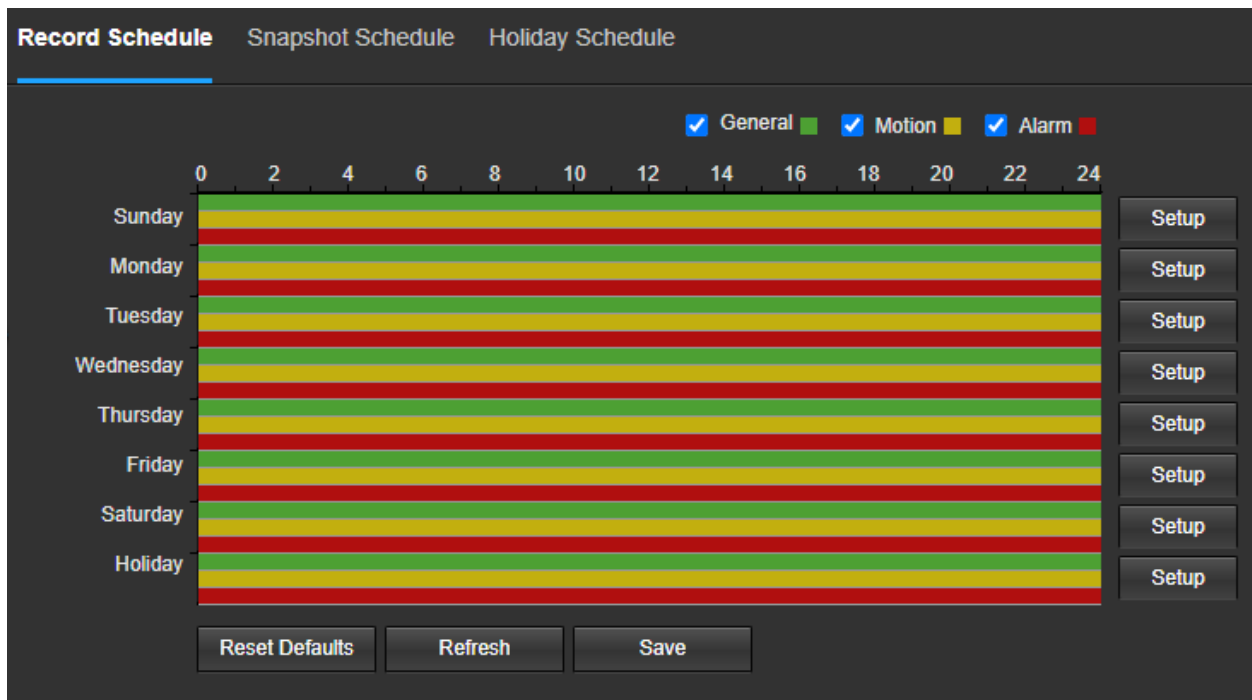 Record Schedule Snapshot Schedule Holiday Schedule
General Motion Alarm
0 2 4 6 8 10 12 14 16 18 20 22 24
Sunday Setup
Monday Setup
Tuesday Setup
Wednesday Setup
Thursday Setup
Friday Setup
Saturday Setup
Holiday Setup
Reset Defaults Refresh Save